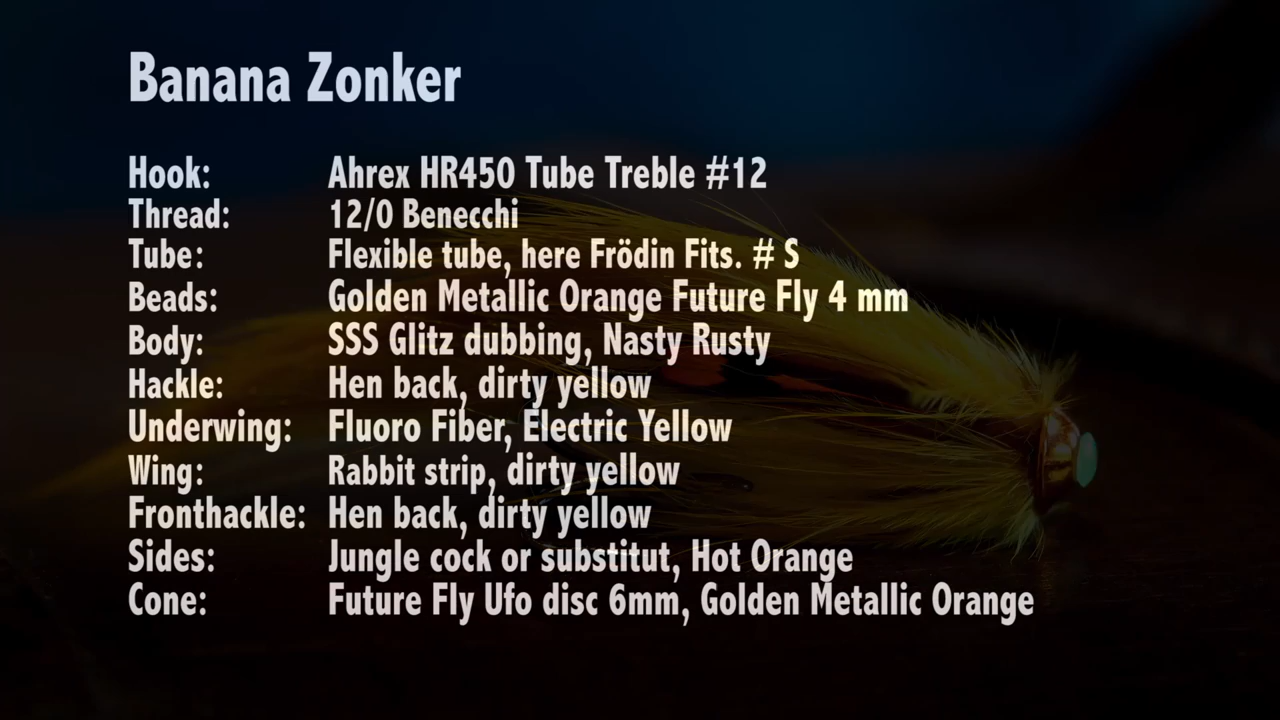 Banana Zonker
Hook: Ahrex HR450 Tube Treble #12
Thread: 12/0 Benecchi
Tube: Flexible tube, here Frödin Fits. # S
Beads: Golden Metallic Orange Future Fly 4 mm
Body: SSS Glitz dubbing, Nasty Rusty
Hackle: Hen back, dirty yellow
Underwing: Fluoro Fiber, Electric Yellow
Wing: Rabbit strip, dirty yellow
Fronthackle: Hen back, dirty yellow
Sides: Jungle cock or substitut, Hot Orange
Cone: Future Fly Ufo disc 6mm, Golden Metallic Orange